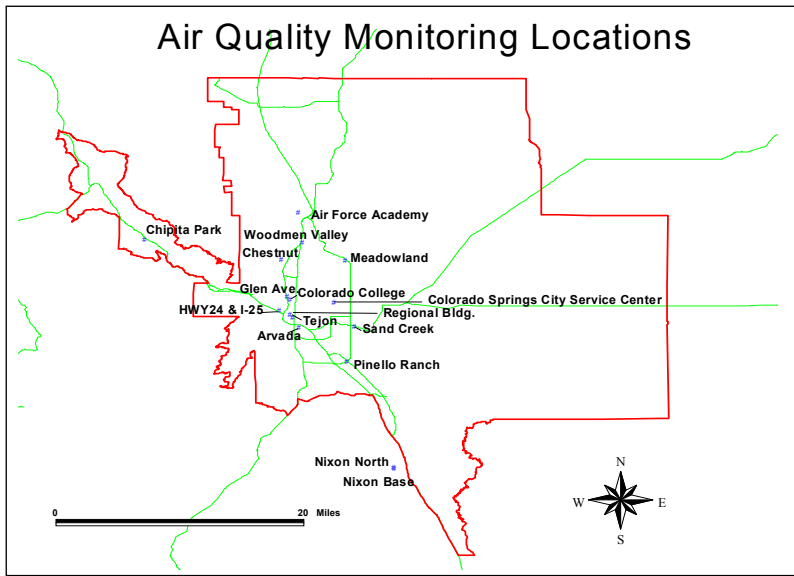 Air Quality Monitoring Locations
Air Force Academy
Woodmen Valley
Chipita Park
Chestnut
Meadowland
Glen Ave.
Colorado College
Colorado Springs City Service Center
HWY24 & I-25
Regional Bldg.
Tejon
Sand Creek
Arvada
Pinello Ranch
Nixon North
Nixon Base
0
20 Miles
N
W
E
S